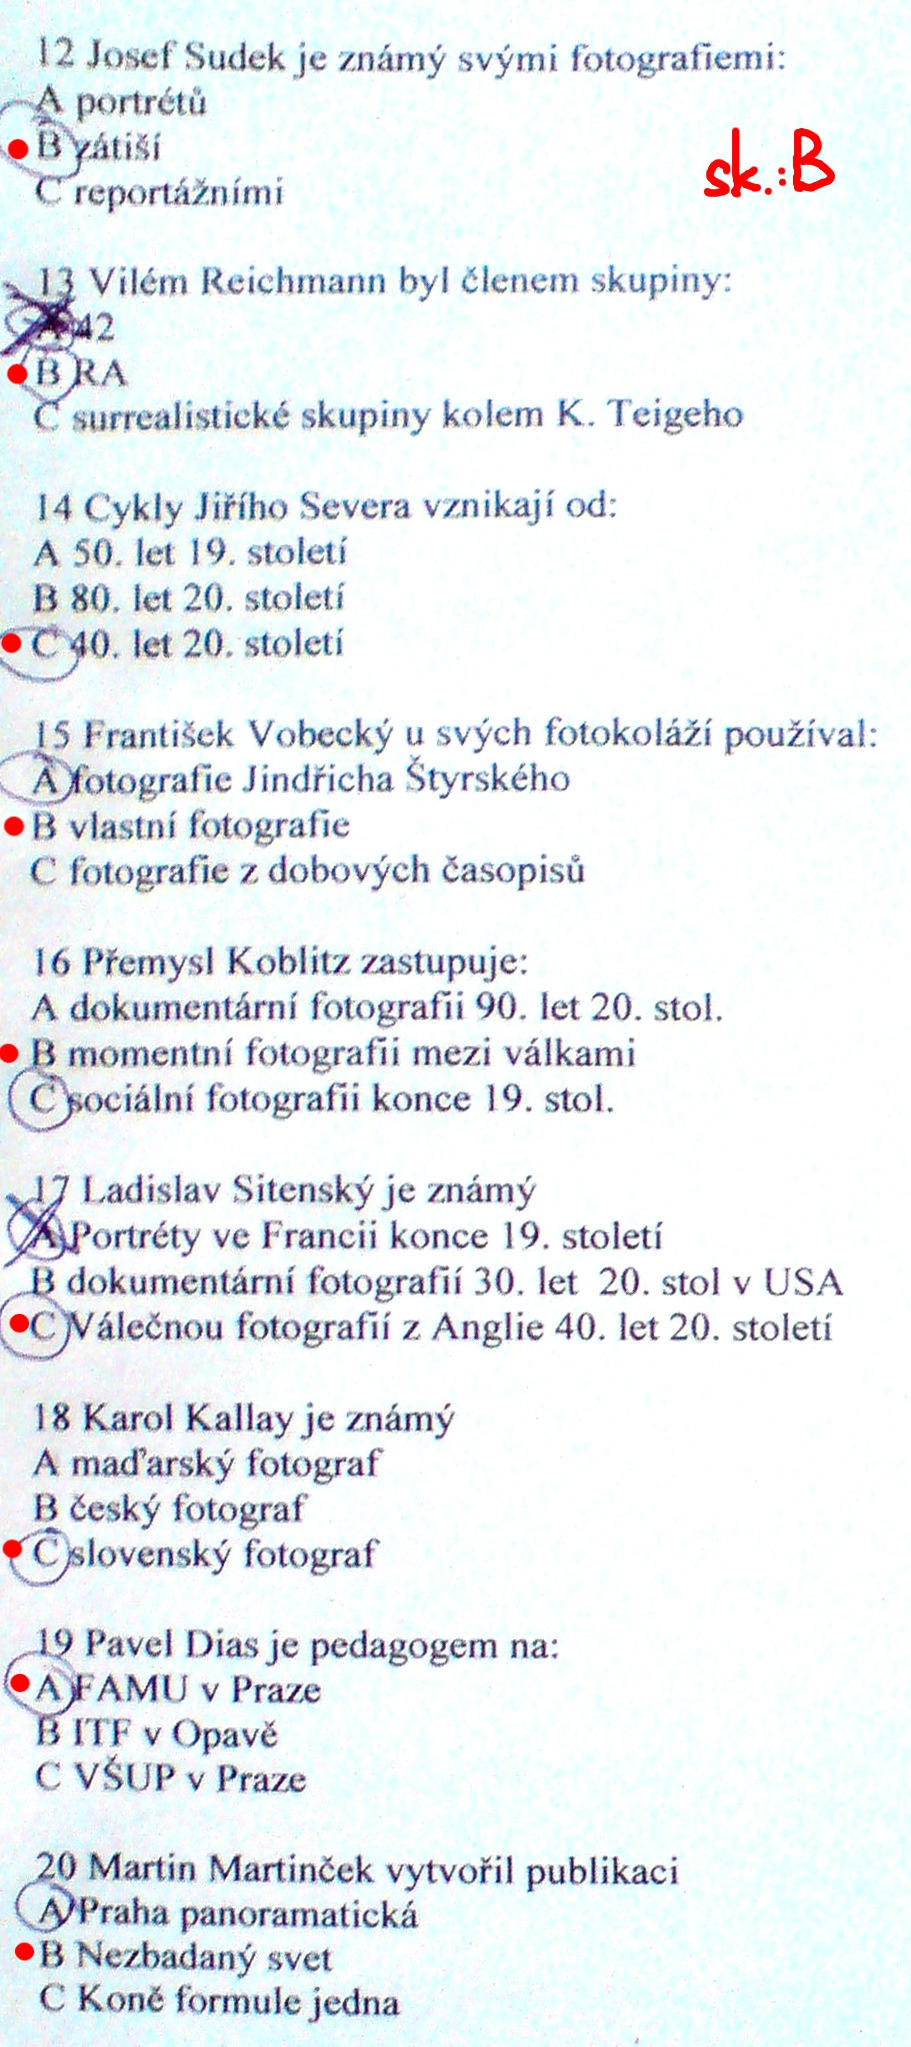 12 Josef Sudek je známý svými fotografiemi:
A portrétů
B zátiší
C reportážními
sk.:B
13 Vilém Reichmann byl členem skupiny:
A 42
B RA
C surrealistické skupiny kolem K. Teigeho
14 Cykly Jiřího Severa vznikají od:
A 50. let 19. století
B 80. let 20. století
C 40. let 20. století
15 František Vobecký u svých fotokoláží používal:
A fotografie Jindřicha Štyrského
B vlastní fotografie
C fotografie z dobových časopisů
16 Přemysl Koblitz zastupuje:
A dokumentární fotografii 90. let 20. stol.
B momentní fotografii mezi válkami
C sociální fotografii konce 19. stol.
17 Ladislav Sitenský je známý
A Portréty ve Francii konce 19. století
B dokumentární fotografií 30. let 20. stol v USA
C Válečnou fotografií z Anglie 40. let 20. století
18 Karol Kallay je známý
A maďarský fotograf
B český fotograf
C slovenský fotograf
19 Pavel Dias je pedagogem na:
A FAMU v Praze
B ITF v Opavě
C VŠUP v Praze
20 Martin Martinček vytvořil publikaci
A Praha panoramatická
B Nezbadaný svet
C Koně formule jedna